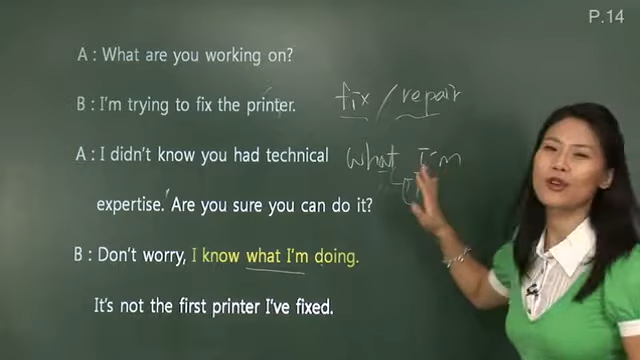 P.14
A : What are you working on?
B : I'm trying to fix the printer.
fix / repair
A : I didn't know you had technical
what I'm
expertise. Are you sure you can do it?
B : Don't worry, I know what I'm doing.
It's not the first printer I've fixed.